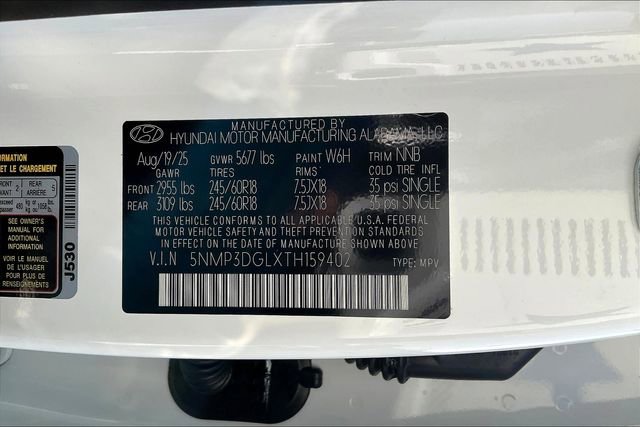 MANUFACTURED BY
HYUNDAI MOTOR MANUFACTURING ALABAMA, LLC
Aug/19/25 GVWR 5677 lbs PAINT W6H TRIM NNB
GAWR TIRES RIMS COLD TIRE INFL
FRONT 2955 lbs 245/60R18 7.5JX18 35 psi SINGLE
REAR 3109 lbs 245/60R18 7.5JX18 35 psi SINGLE
THIS VEHICLE CONFORMS TO ALL APPLICABLE U.S.A. FEDERAL
MOTOR VEHICLE SAFETY AND THEFT PREVENTION STANDARDS
IN EFFECT ON THE DATE OF MANUFACTURE SHOWN ABOVE
V.I.N 5NMP3DGLXTH159402 TYPE: MPV
FORMATION
ET LE CHARGEMENT
FRONT 2 REAR ARRIERE 5
SEE OWNER'S
MANUAL FOR
ADDITIONAL
INFORMATION
VOIR LE MANUEL
DE L'USAGER
POUR PLUS DE
RENSEIGNEMENTS
J530